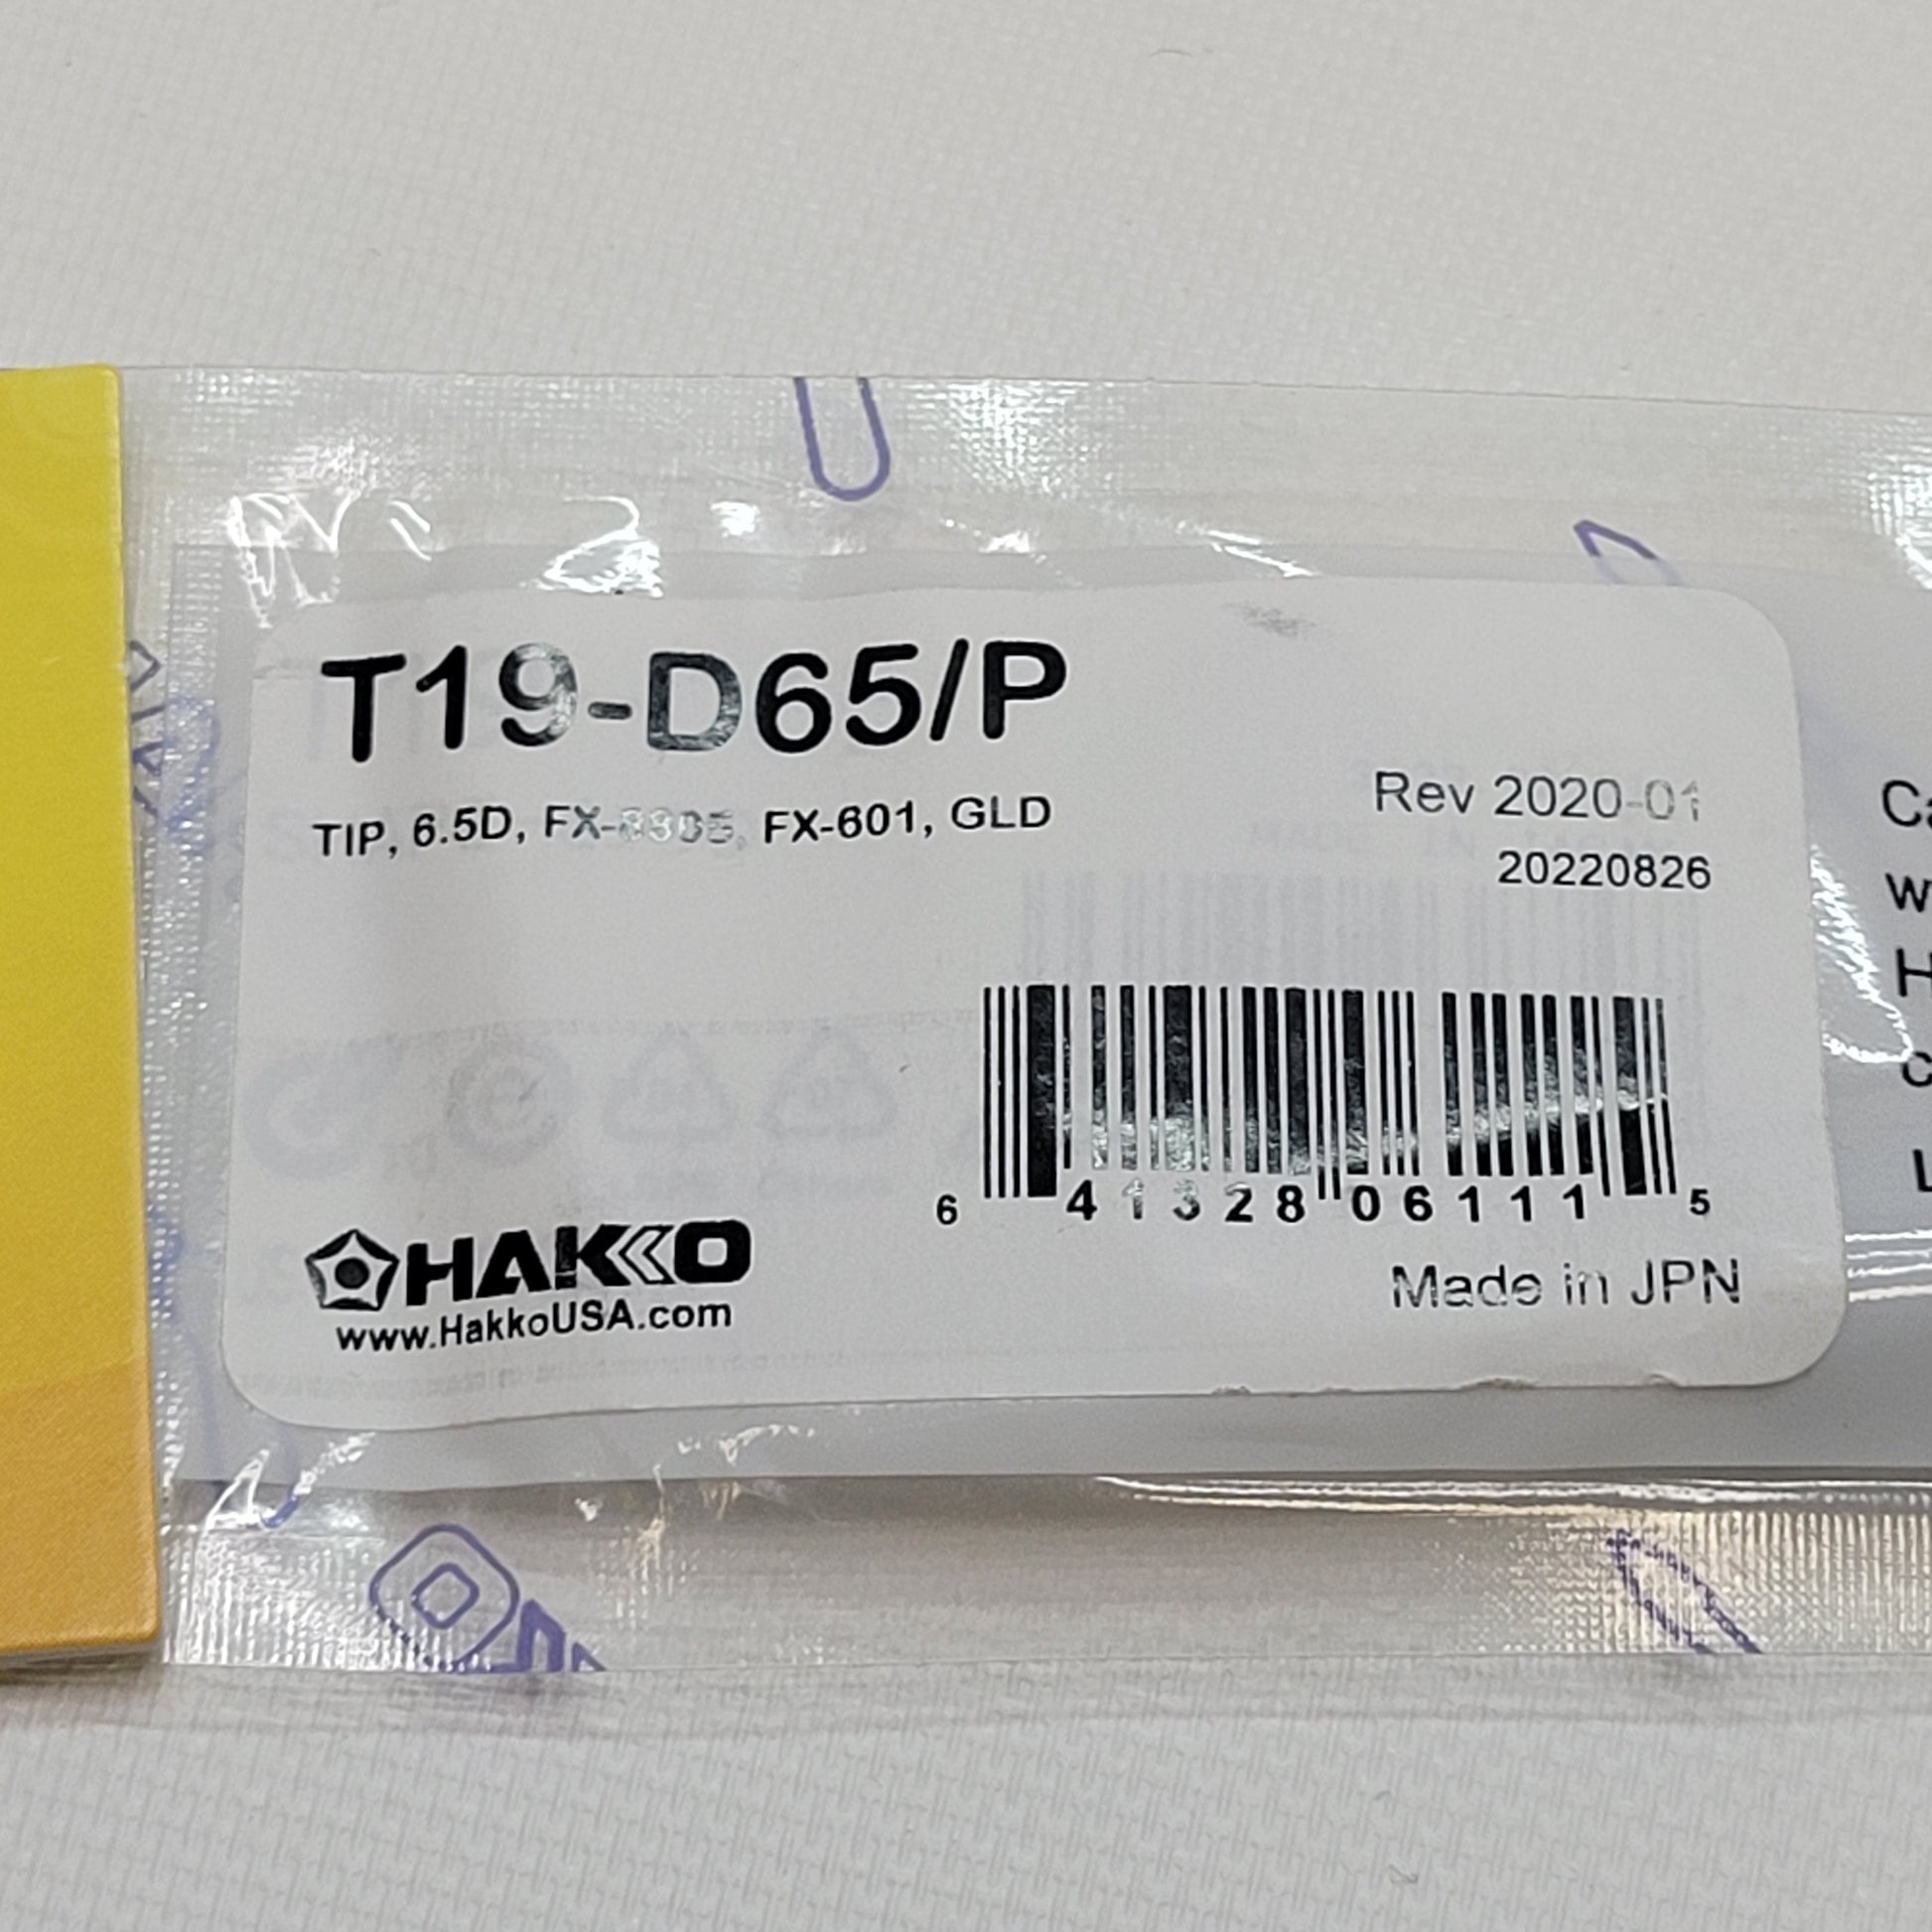 T19-D65/P
TIP, 6.5D, FX-8805, FX-601, GLD
Rev 2020-01
20220826
6 41328 06111 5
HAKKO
www.HakkoUSA.com
Made in JPN